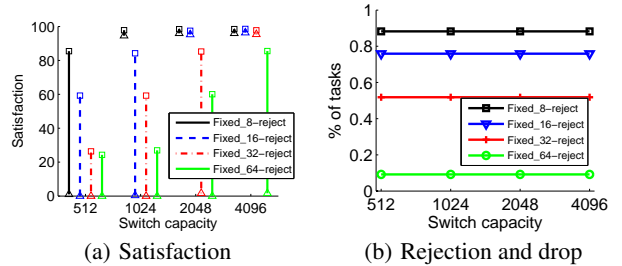 100
80
60
40
20
0
Satisfaction
512 1024 2048 4096
Switch capacity
Fixed_8−reject
Fixed_16−reject
Fixed_32−reject
Fixed_64−reject
(a) Satisfaction
1
0.8
0.6
0.4
0.2
0
% of tasks
512 1024 2048 4096
Switch capacity
Fixed_8−reject
Fixed_16−reject
Fixed_32−reject
Fixed_64−reject
(b) Rejection and drop